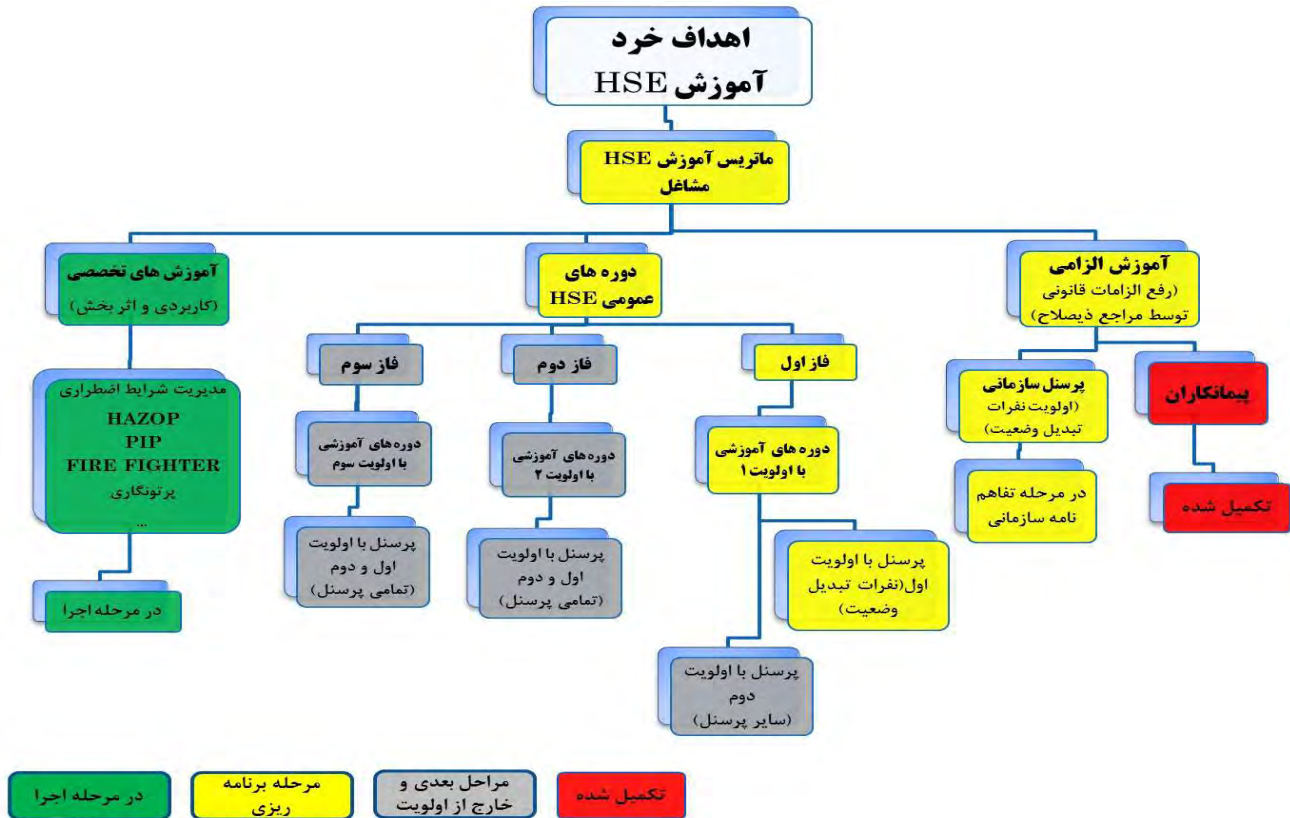 اهداف خرد
آموزش HSE
ماتریس آموزش HSE
مشاغل
آموزش الزامی
(رفع الزامات قانونی
توسط مراجع ذیصلاح)
پیمانکاران
تکمیل شده
پرسنل سازمانی
(اولویت نفرات
تبدیل وضعیت)
در مرحله تفاهم
نامه سازمانی
دوره های
عمومی HSE
فاز اول
دوره های آموزشی
با اولویت ۱
پرسنل با اولویت
اول(نفرات تبدیل
وضعیت)
پرسنل با اولویت
دوم
(سایر پرسنل)
فاز دوم
دوره های آموزشی
با اولویت ۲
پرسنل با اولویت
اول و دوم
(تمامی پرسنل)
فاز سوم
دوره های آموزشی
با اولویت سوم
پرسنل با اولویت
اول و دوم
(تمامی پرسنل)
آموزش های تخصصی
(کاربردی و اثر بخش)
مدیریت شرایط اضطراری
HAZOP
PIP
FIRE FIGHTER
پرتونگاری
...
در مرحله اجرا
تکمیل شده
مراحل بعدی و
خارج از اولویت
مرحله برنامه
ریزی
در مرحله اجرا